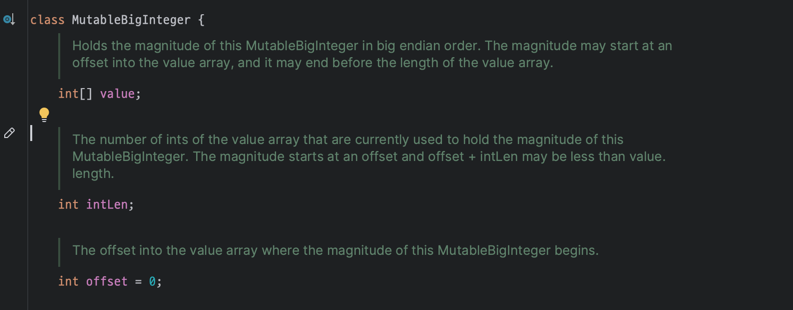 class MutableBigInteger {
Holds the magnitude of this MutableBigInteger in big endian order. The magnitude may start at an
offset into the value array, and it may end before the length of the value array.
int[] value;
The number of ints of the value array that are currently used to hold the magnitude of this
MutableBigInteger. The magnitude starts at an offset and offset + intLen may be less than value.
length.
int intLen;
The offset into the value array where the magnitude of this MutableBigInteger begins.
int offset = 0;